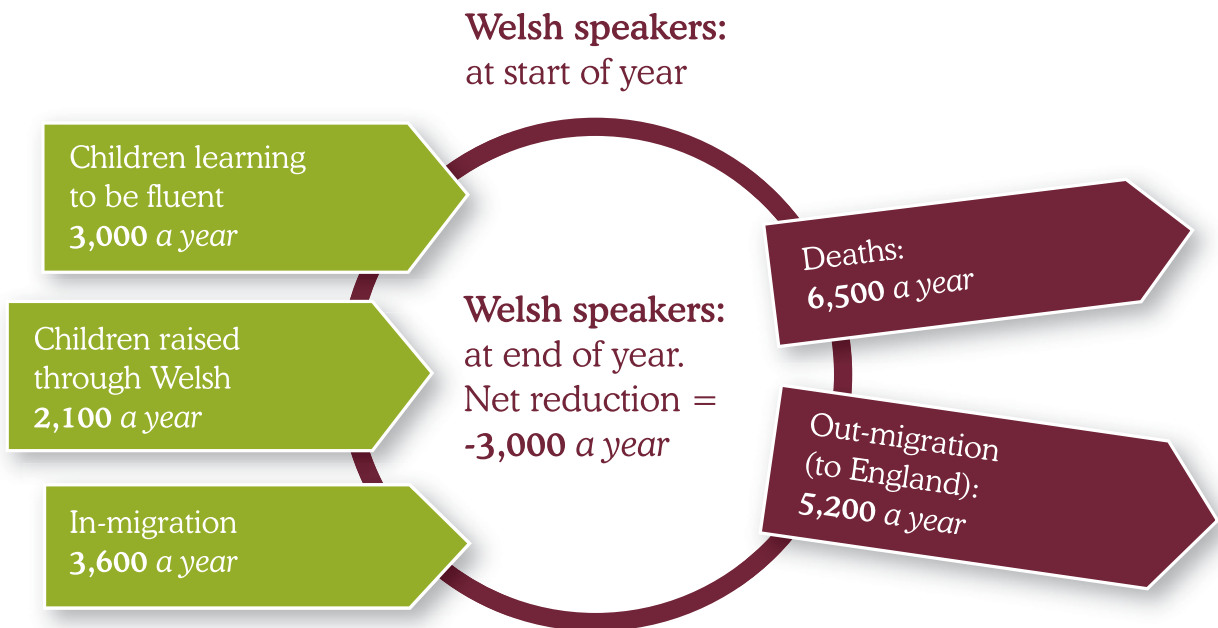 Welsh speakers:
at start of year
Children learning
to be fluent
3,000 a year
Children raised
through Welsh
2,100 a year
In-migration
3,600 a year
Welsh speakers:
at end of year.
Net reduction =
-3,000 a year
Deaths:
6,500 a year
Out-migration
(to England):
5,200 a year